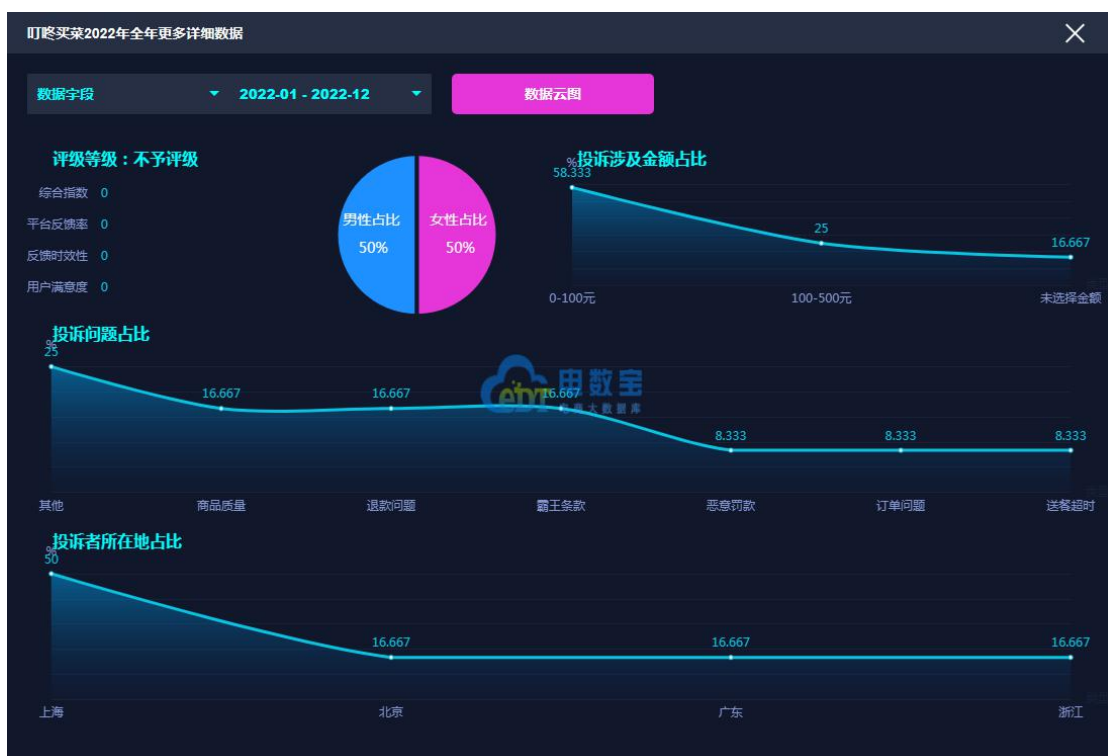 叮咚买菜2022年全年更多详细数据
数据字段
2022-01 - 2022-12
数据云图
评级等级：不予评级
综合指数 0
平台反馈率 0
反馈时效性 0
用户满意度 0
男性占比
50%
女性占比
50%
投诉涉及金额占比
%
58.333
25
16.667
0-100元
100-500元
未选择金额
投诉问题占比
%
25
16.667
16.667
16.667
8.333
8.333
8.333
其他
商品质量
退款问题
霸王条款
恶意罚款
订单问题
送餐超时
ebT
电数宝
电商大数据库
投诉者所在地占比
%
50
16.667
16.667
16.667
上海
北京
广东
浙江